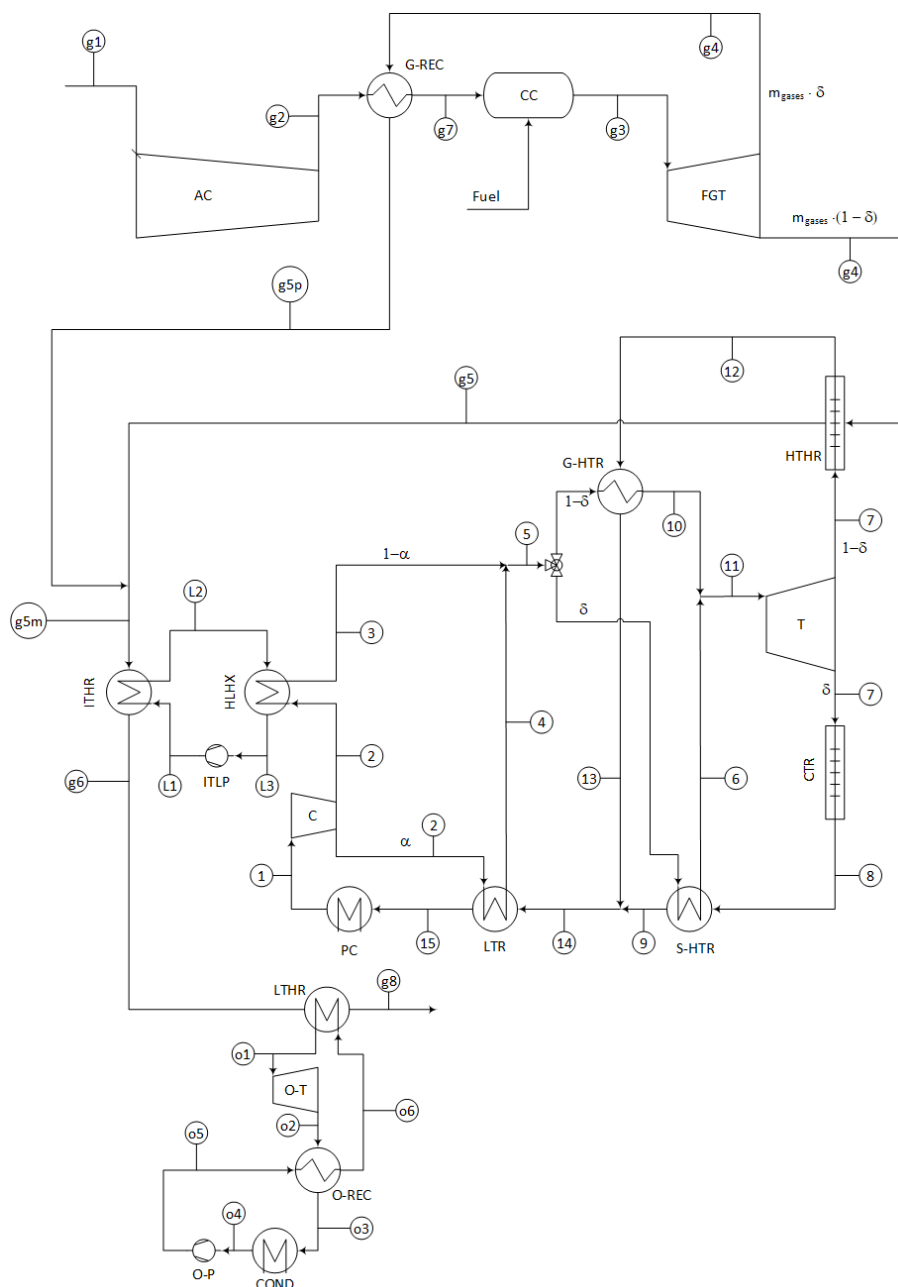 g1
g4
G-REC
CC
g2
g7
g3
m_gases · δ
AC
Fuel
FGT
m_gases ·(1 − δ)
g4
g5p
12
g5
HTHR
G-HTR
1−δ
10
7
5
1−δ
1−α
11
L2
δ
T
g5m
3
ITHR
HLHX
δ
7
4
2
13
6
CTR
g6
L1
ITLP
L3
C
2
α
1
8
15
14
9
PC
LTR
S-HTR
LTHR
g8
o1
O-T
o6
o2
o5
O-REC
o4
o3
O-P
COND